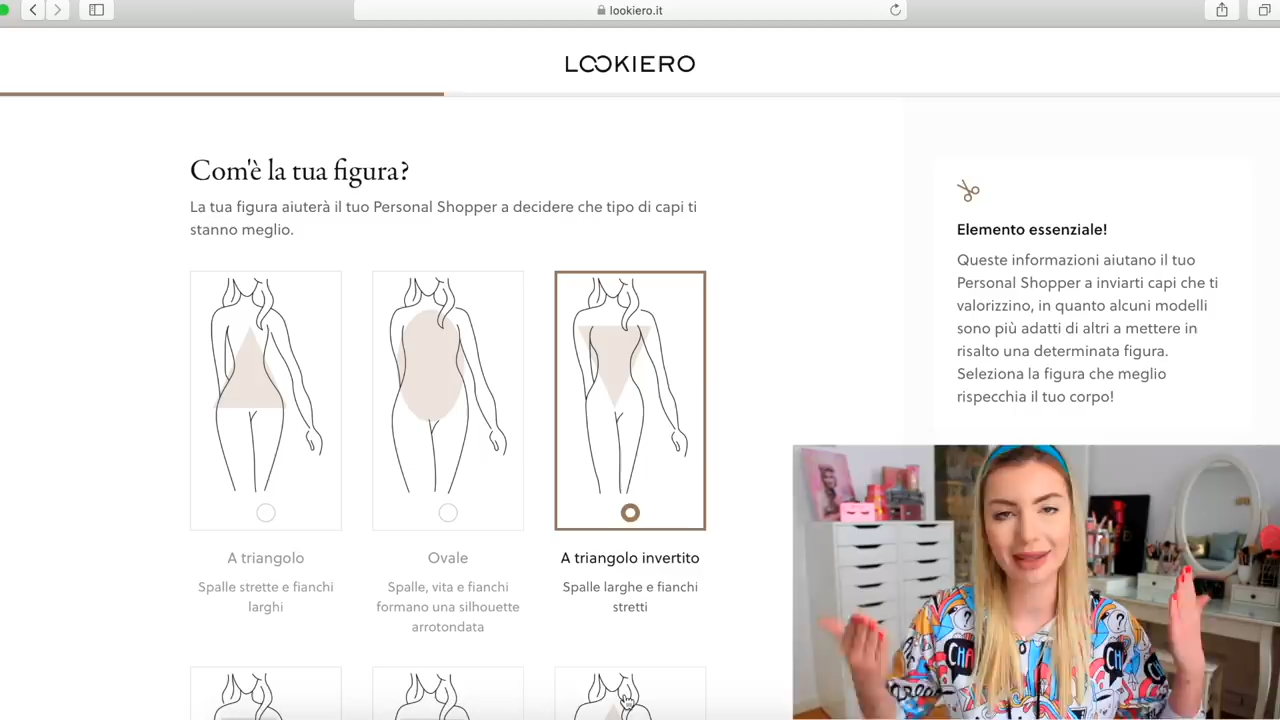 lookiero.it
LOOKIERO
Com'è la tua figura?
La tua figura aiuterà il tuo Personal Shopper a decidere che tipo di capi ti
stanno meglio.
A triangolo
Spalle strette e fianchi
larghi
Ovale
Spalle, vita e fianchi
formano una silhouette
arrotondata
A triangolo invertito
Spalle larghe e fianchi
stretti
Elemento essenziale!
Queste informazioni aiutano il tuo
Personal Shopper a inviarti capi che ti
valorizzino, in quanto alcuni modelli
sono più adatti di altri a mettere in
risalto una determinata figura.
Seleziona la figura che meglio
rispecchia il tuo corpo!